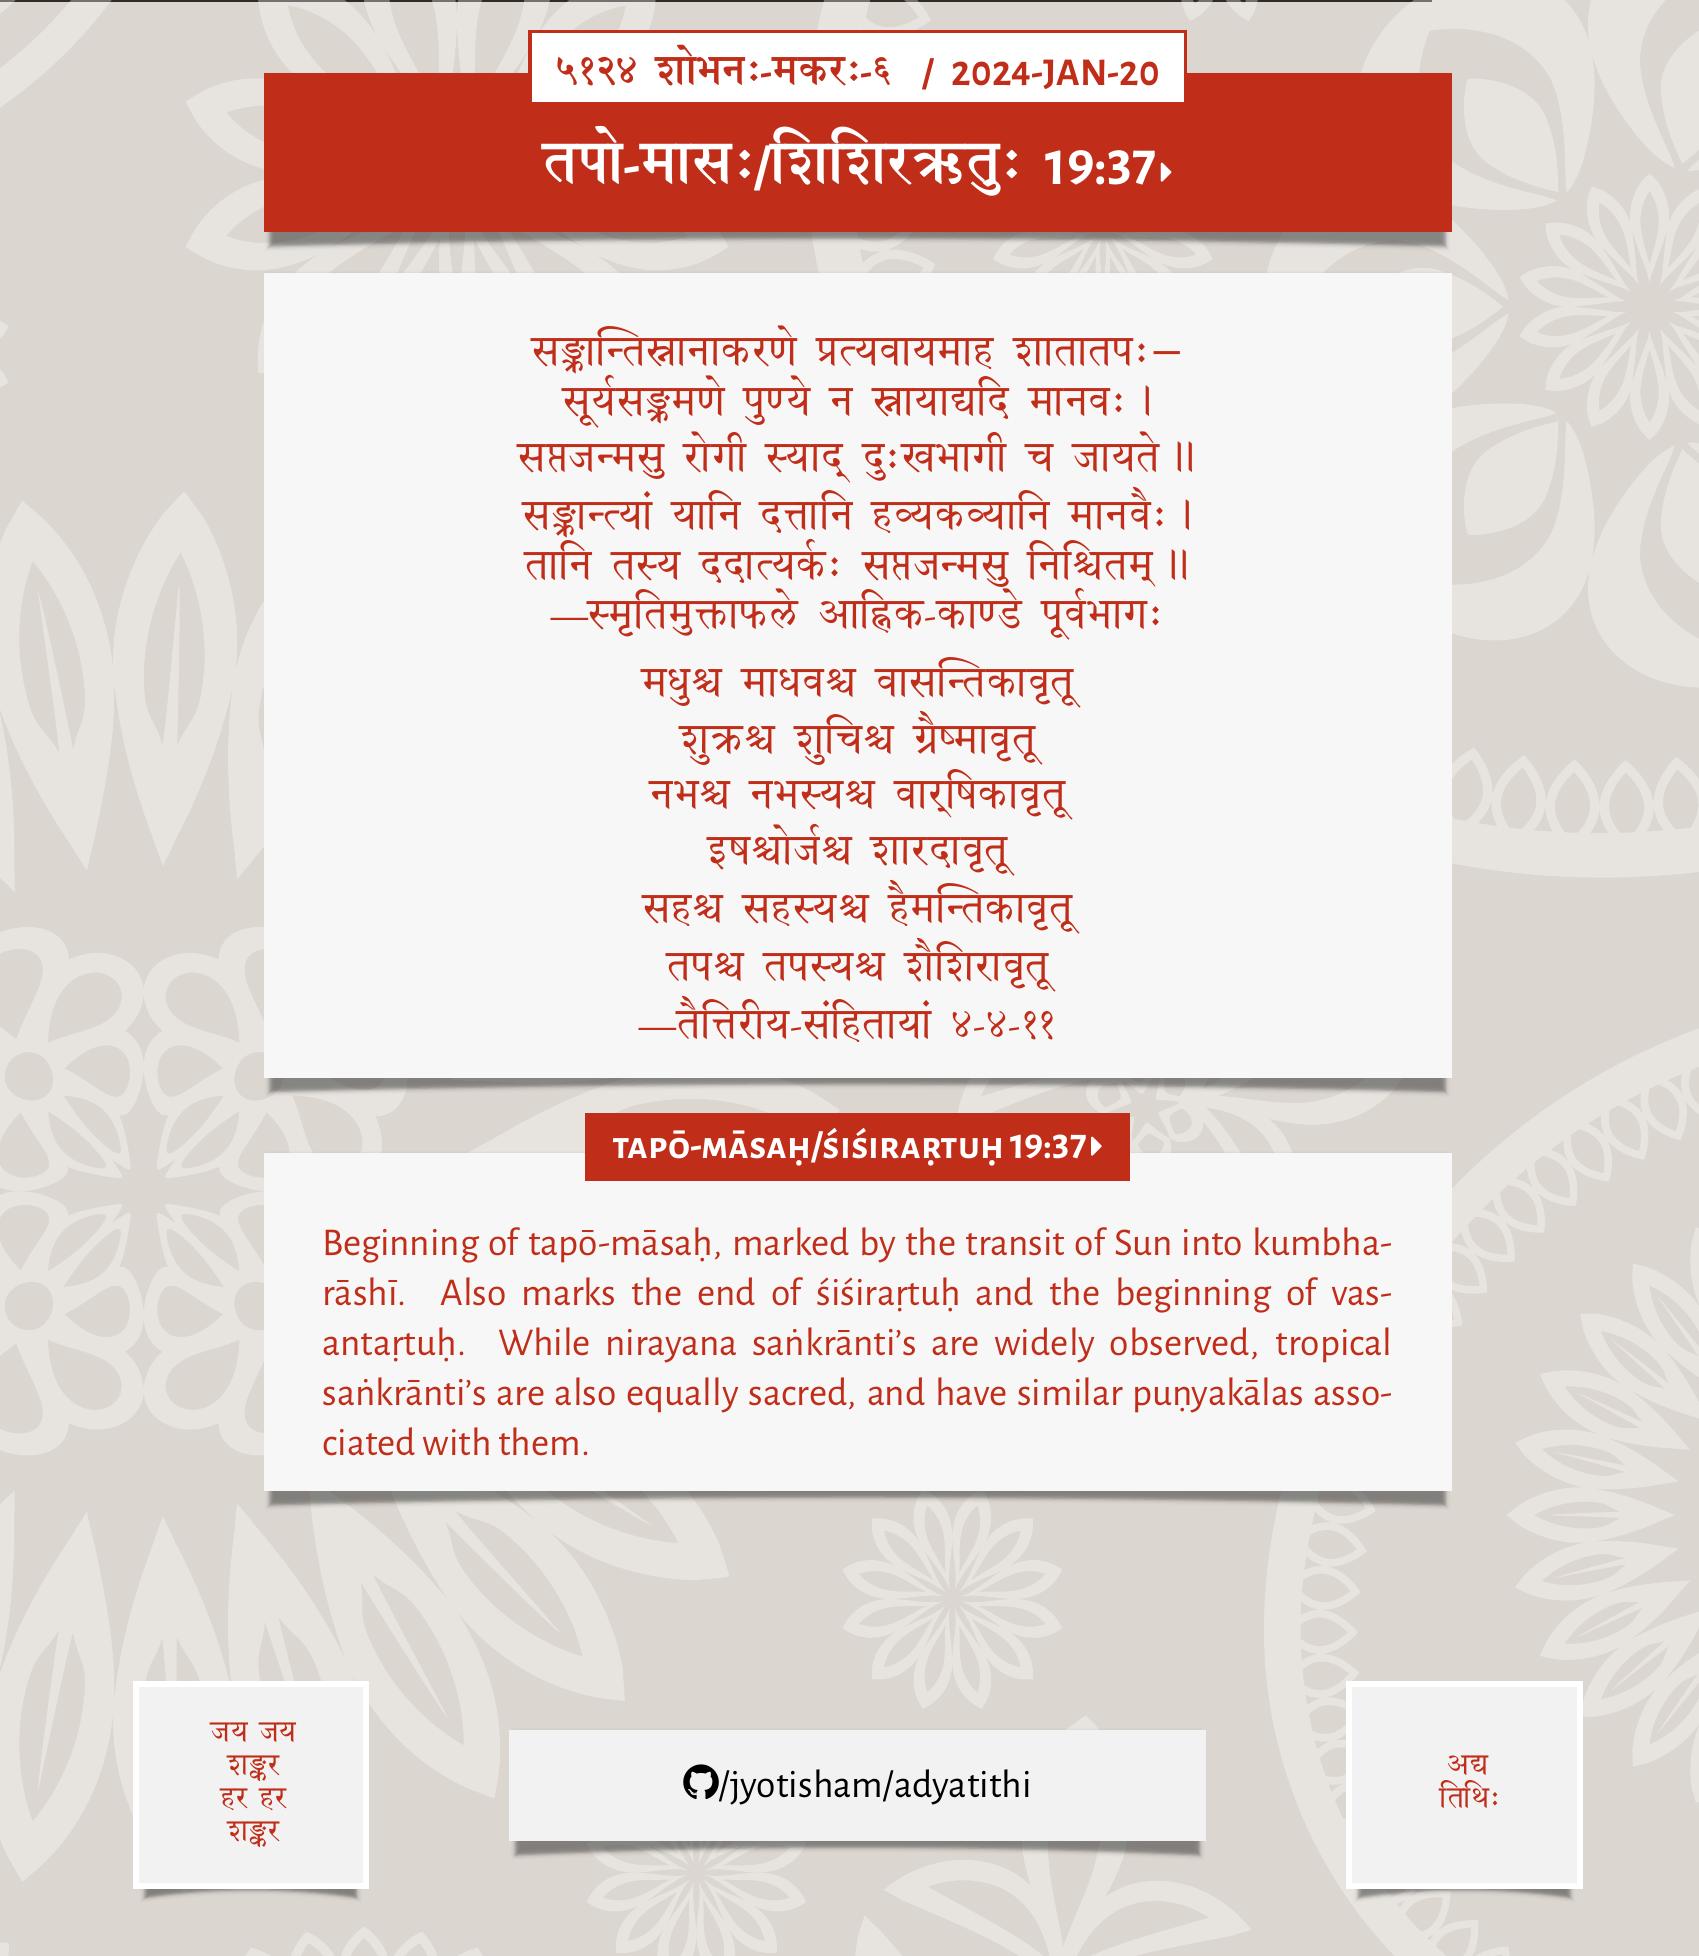 ५१२४ शोभनः-मकरः-६ / 2024-JAN-20
तपो-मासः/शिशिरऋतुः 19:37▸
सङ्क्रान्तिस्नानाकरणे प्रत्यवायमाह शातातपः—
सूर्यसङ्क्रमणे पुण्ये न स्नायाद्यदि मानवः ।
सप्तजन्मसु रोगी स्याद् दुःखभागी च जायते ॥
सङ्क्रान्त्यां यानि दत्तानि हव्यकव्यानि मानवैः ।
तानि तस्य ददात्यर्कः सप्तजन्मसु निश्चितम् ॥
—स्मृतिमुक्ताफले आह्निक-काण्डे पूर्वभागः
मधुश्च माधवश्च वासन्तिकावृतू
शुक्रश्च शुचिश्च ग्रैष्मावृतू
नभश्च नभस्यश्च वार्‌षिकावृतू
इषश्चोर्जश्च शारदावृतू
सहश्च सहस्यश्च हैमन्तिकावृतू
तपश्च तपस्यश्च शैशिरावृतू
—तैत्तिरीय-संहितायां ४-४-११
TAPŌ-MĀSAḤ/ŚIŚIRAṚTUḤ 19:37▸
Beginning of tapō-māsaḥ, marked by the transit of Sun into kumbha-
rāshī. Also marks the end of śiśiraṛtuḥ and the beginning of vas-
antaṛtuḥ. While nirayana saṅkrānti’s are widely observed, tropical
saṅkrānti’s are also equally sacred, and have similar puṇyakālas asso-
ciated with them.
जय जय
शङ्कर
हर हर
शङ्कर
/jyotisham/adyatithi
अद्य
तिथिः